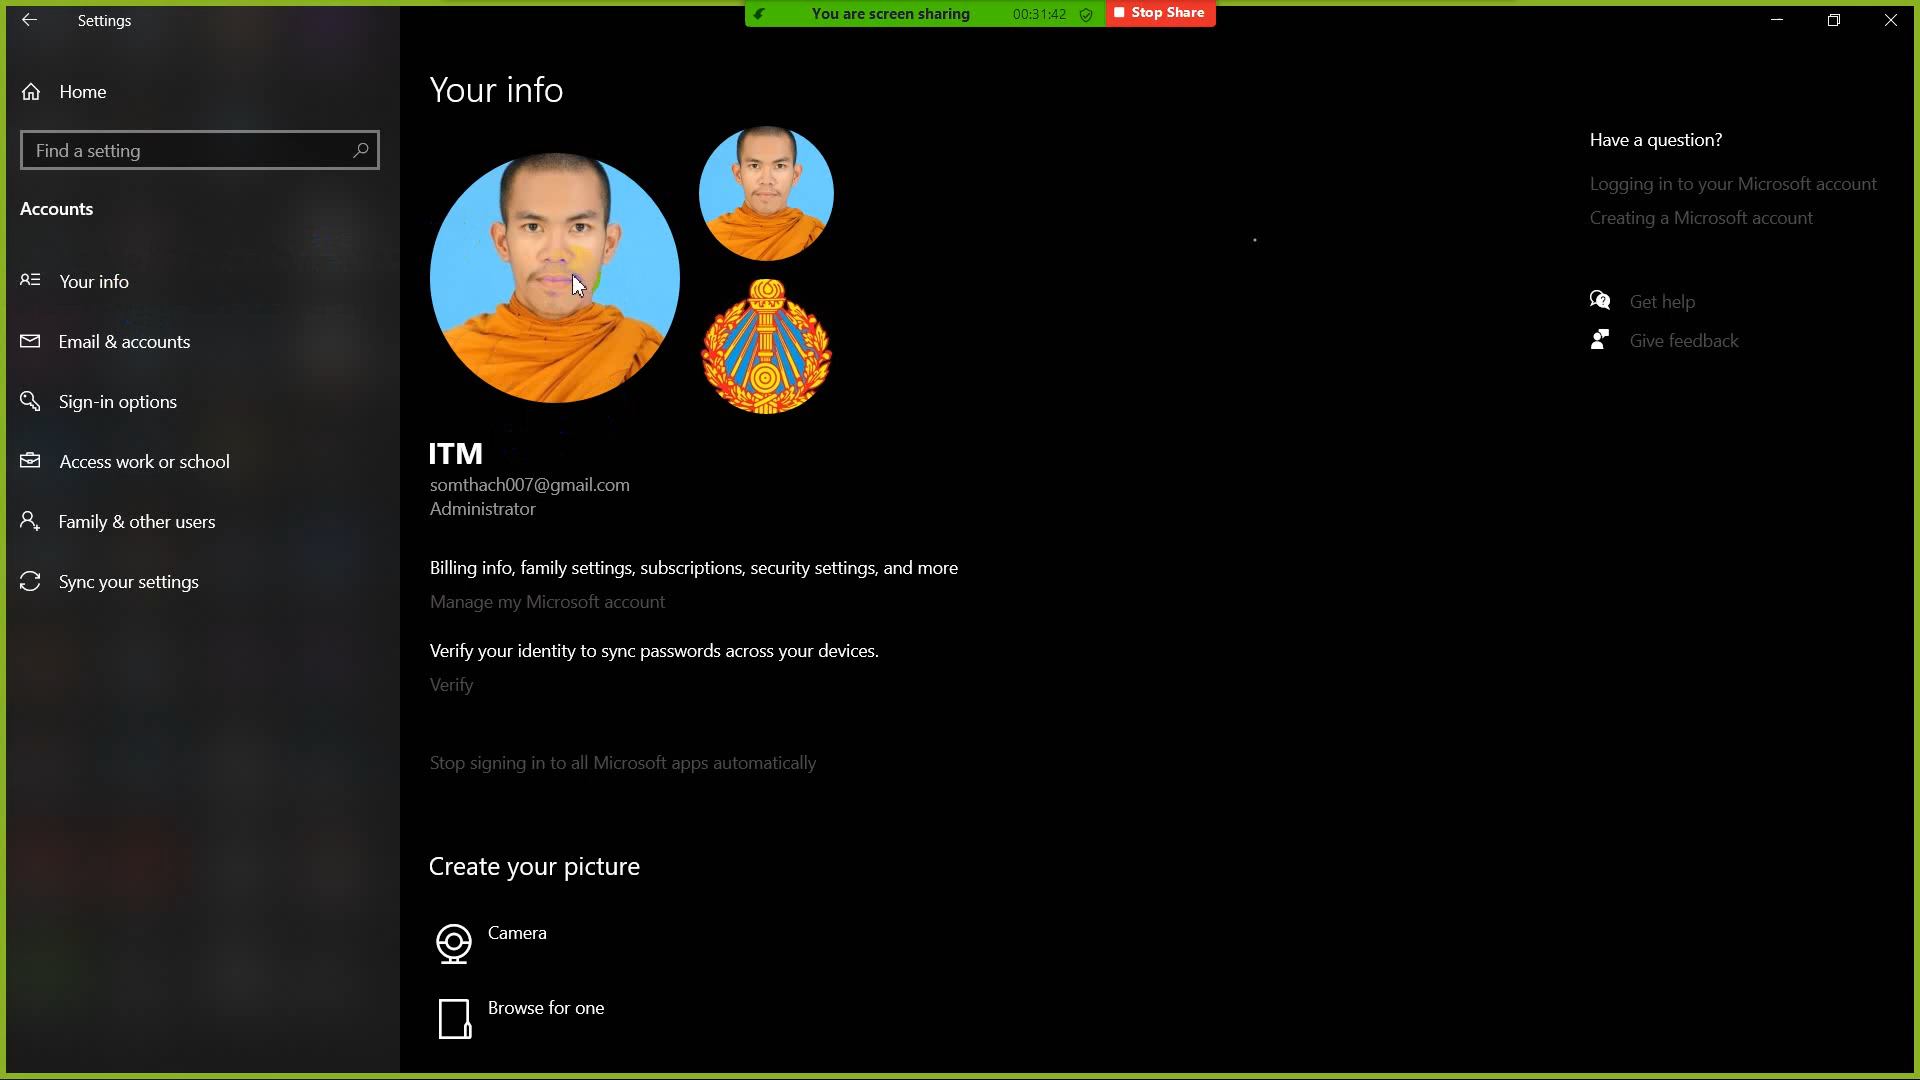 Settings
You are screen sharing 00:31:42 Stop Share
Home
Find a setting
Accounts
Your info
Email & accounts
Sign-in options
Access work or school
Family & other users
Sync your settings
Your info
ITM
somthach007@gmail.com
Administrator
Billing info, family settings, subscriptions, security settings, and more
Manage my Microsoft account
Verify your identity to sync passwords across your devices.
Verify
Stop signing in to all Microsoft apps automatically
Create your picture
Camera
Browse for one
Have a question?
Logging in to your Microsoft account
Creating a Microsoft account
Get help
Give feedback